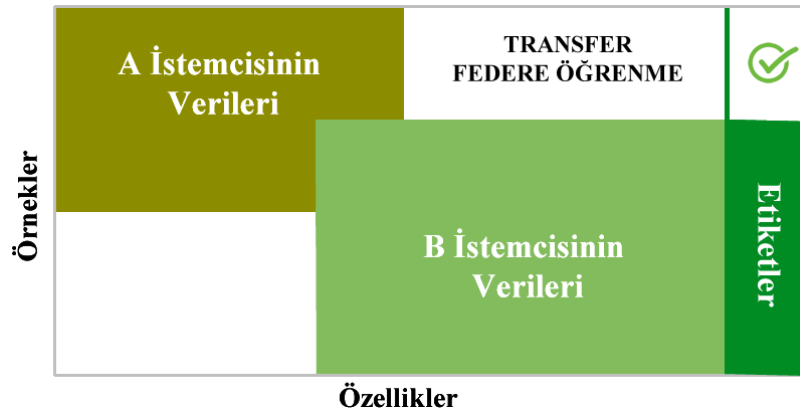 A İstemcisinin
Verileri
TRANSFER
FEDERE ÖĞRENME
B İstemcisinin
Verileri
Etiketler
Örnekler
Özellikler